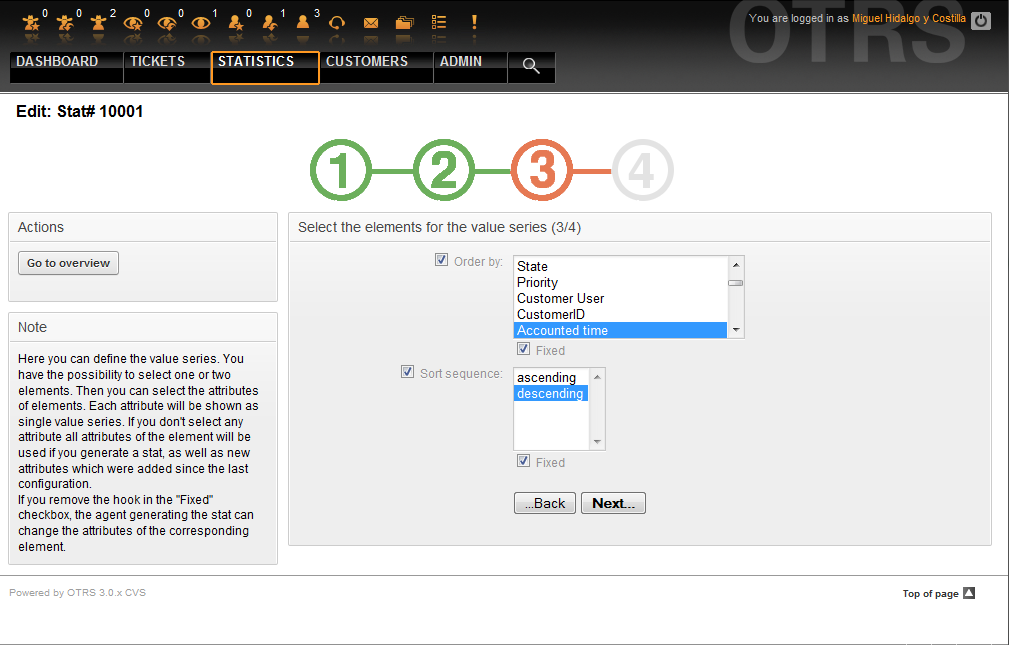 0 0 2 0 0 1 0 1 3
You are logged in as Miguel Hidalgo y Costilla
OTRS
DASHBOARD TICKETS STATISTICS CUSTOMERS ADMIN
Edit: Stat# 10001
1 2 3 4
Actions
Go to overview
Note
Here you can define the value series. You
have the possibility to select one or two
elements. Then you can select the attributes
of elements. Each attribute will be shown as
single value series. If you don't select any
attribute all attributes of the element will be
used if you generate a stat, as well as new
attributes which were added since the last
configuration.
If you remove the hook in the "Fixed"
checkbox, the agent generating the stat can
change the attributes of the corresponding
element.
Select the elements for the value series (3/4)
Order by:
State
Priority
Customer User
CustomerID
Accounted time
Fixed
Sort sequence:
ascending
descending
Fixed
...Back Next...
Powered by OTRS 3.0.x CVS
Top of page